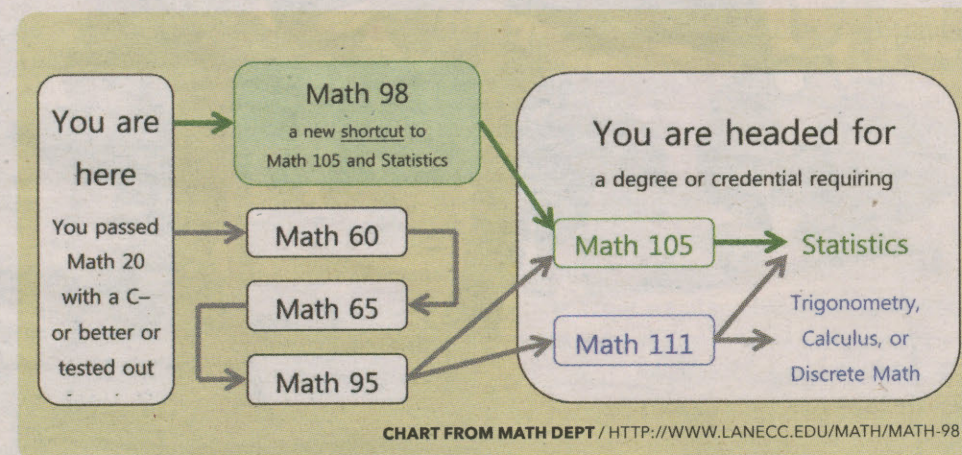 You are
here
You passed
Math 20
with a C–
or better or
tested out
Math 98
a new shortcut to
Math 105 and Statistics
Math 60
Math 65
Math 95
You are headed for
a degree or credential requiring
Math 105
Statistics
Math 111
Trigonometry,
Calculus, or
Discrete Math
CHART FROM MATH DEPT / HTTP://WWW.LANECC.EDU/MATH/MATH-98